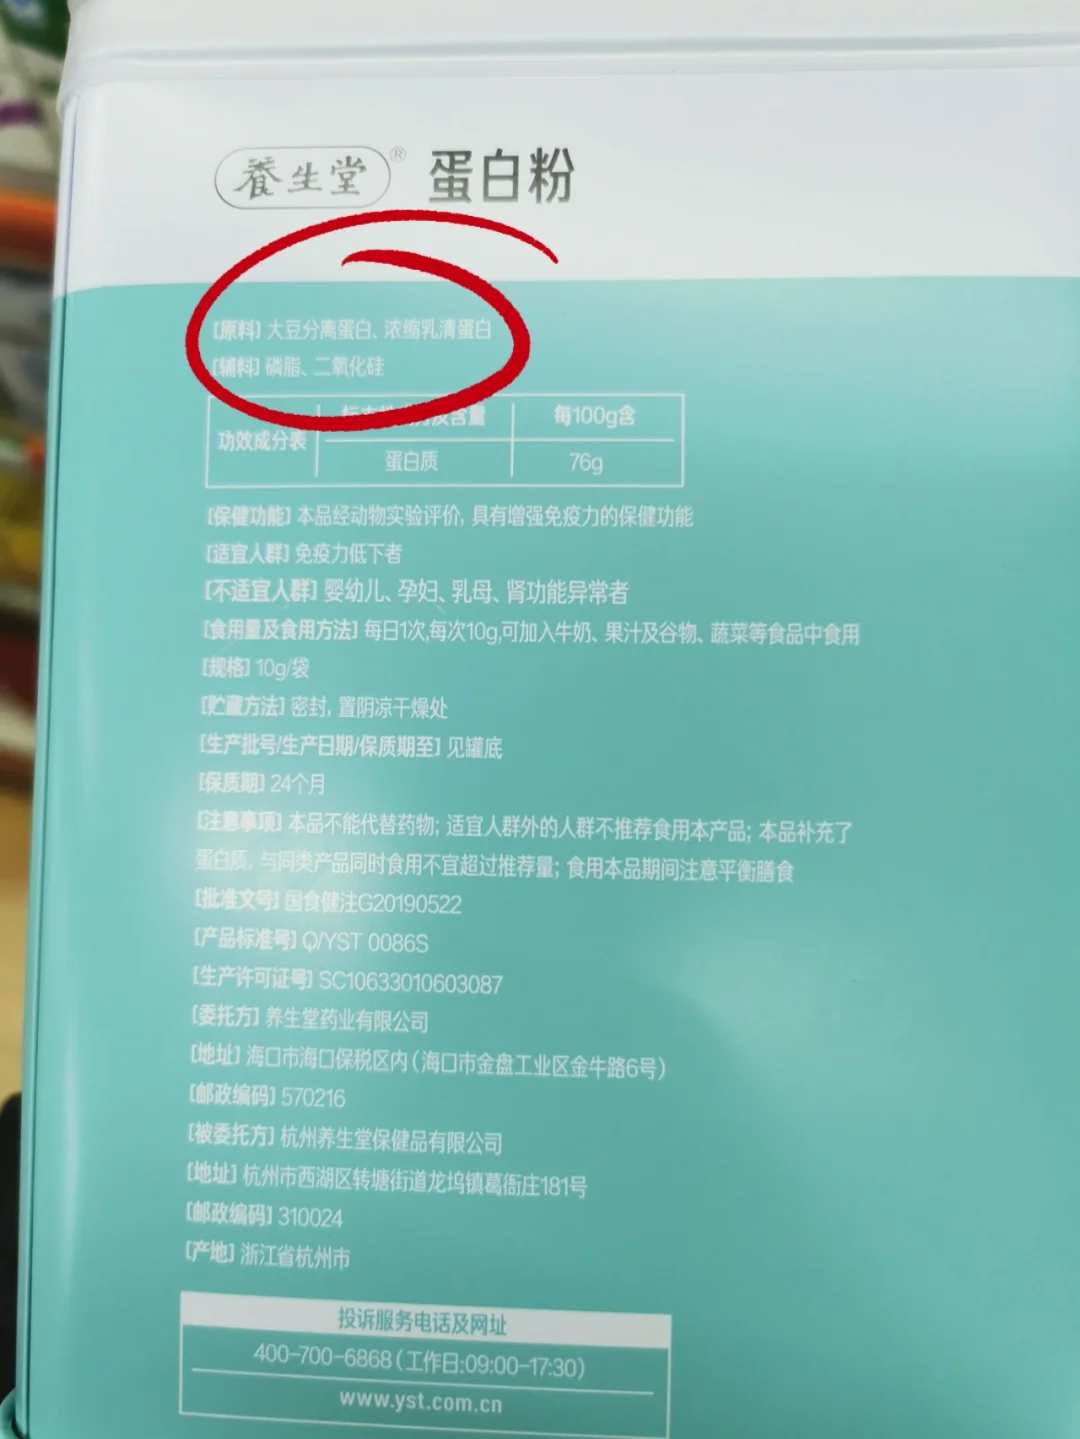 養生堂® 蛋白粉
[原料] 大豆分离蛋白、浓缩乳清蛋白
[辅料] 磷脂、二氧化硅
功效成分表
及含量 每100g含
蛋白质 76g
[保健功能] 本品经动物实验评价, 具有增强免疫力的保健功能
[适宜人群] 免疫力低下者
[不适宜人群] 婴幼儿、孕妇、乳母、肾功能异常者
[食用量及食用方法] 每日1次,每次10g,可加入牛奶、果汁及谷物、蔬菜等食品中食用
[规格] 10g/袋
[贮藏方法] 密封, 置阴凉干燥处
[生产批号/生产日期/保质期至] 见罐底
[保质期] 24个月
[注意事项] 本品不能代替药物; 适宜人群外的人群不推荐食用本产品; 本品补充了
蛋白质, 与同类产品同时食用不宜超过推荐量; 食用本品期间注意平衡膳食
[批准文号] 国食健注G20190522
[产品标准号] Q/YST 0086S
[生产许可证号] SC10633010603087
[委托方] 养生堂药业有限公司
[地址] 海口市海口保税区内(海口市金盘工业区金牛路6号)
[邮政编码] 570216
[被委托方] 杭州养生堂保健品有限公司
[地址] 杭州市西湖区转塘街道龙坞镇葛衙庄181号
[邮政编码] 310024
[产地] 浙江省杭州市
投诉服务电话及网址
400-700-6868(工作日:09:00-17:30)
www.yst.com.cn